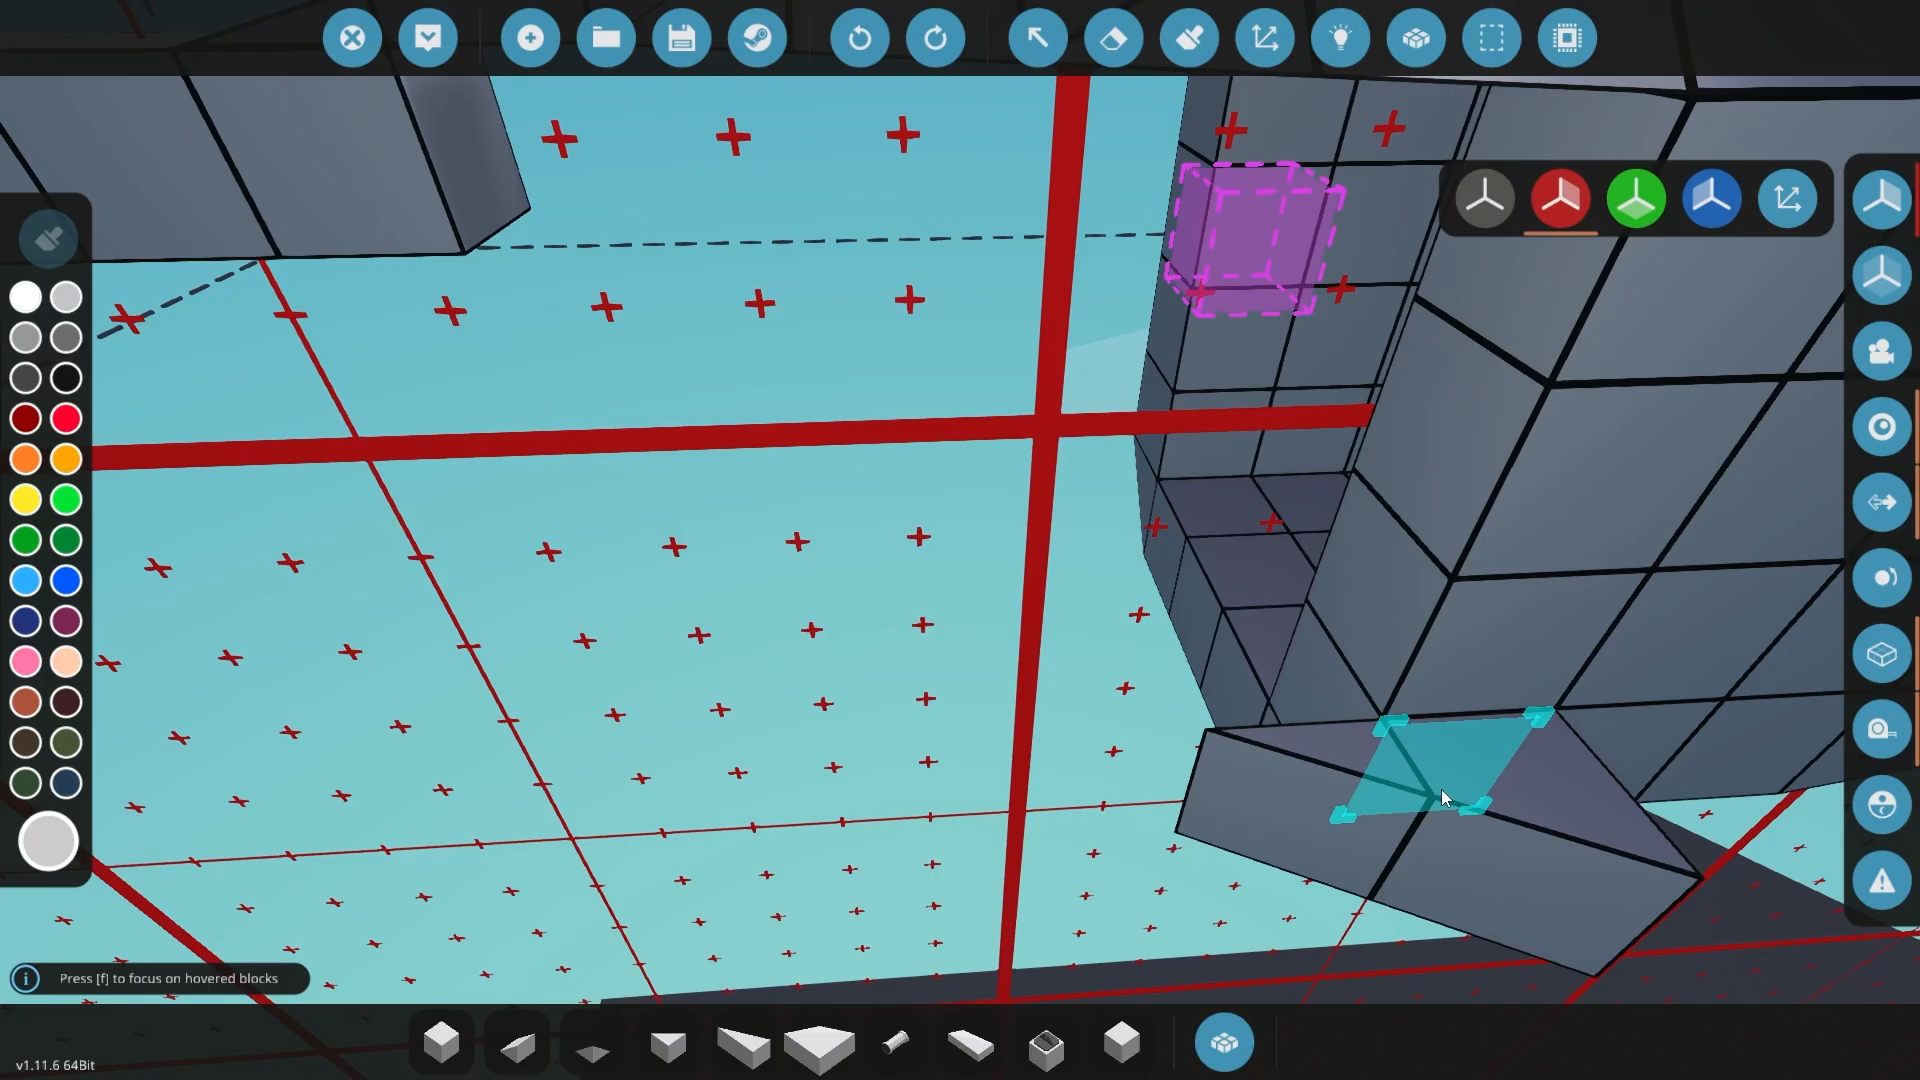 Press [f] to focus on hovered blocks
v1.11.6 64Bit